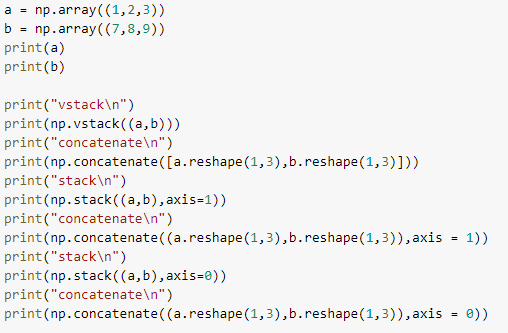 a = np.array((1,2,3))
b = np.array((7,8,9))
print(a)
print(b)
print("vstack\n")
print(np.vstack((a,b)))
print("concatenate\n")
print(np.concatenate([a.reshape(1,3),b.reshape(1,3)]))
print("stack\n")
print(np.stack((a,b),axis=1))
print("concatenate\n")
print(np.concatenate((a.reshape(1,3),b.reshape(1,3)),axis = 1))
print("stack\n")
print(np.stack((a,b),axis=0))
print("concatenate\n")
print(np.concatenate((a.reshape(1,3),b.reshape(1,3)),axis = 0))